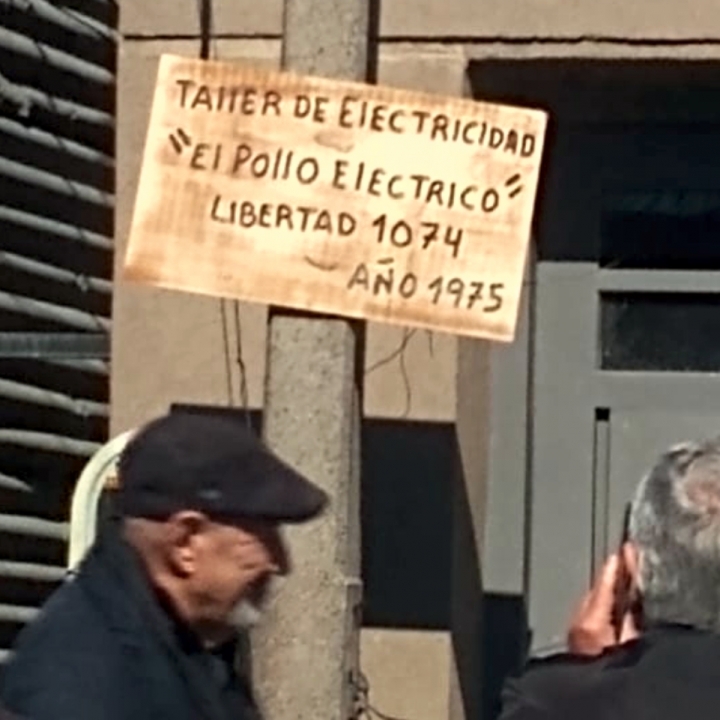 TAllER DE ElECTRICIDAD
"El POllO ElECTRICO"
LIBERTAD 1074
AÑO 1975